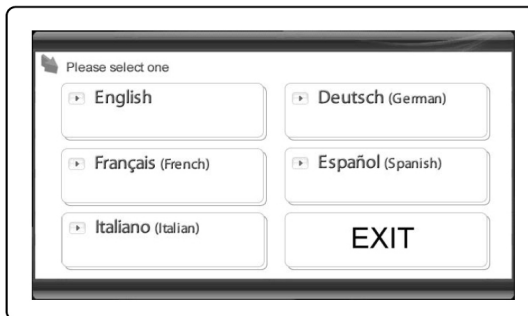 Please select one
English
Deutsch (German)
Français (French)
Español (Spanish)
Italiano (Italian)
EXIT